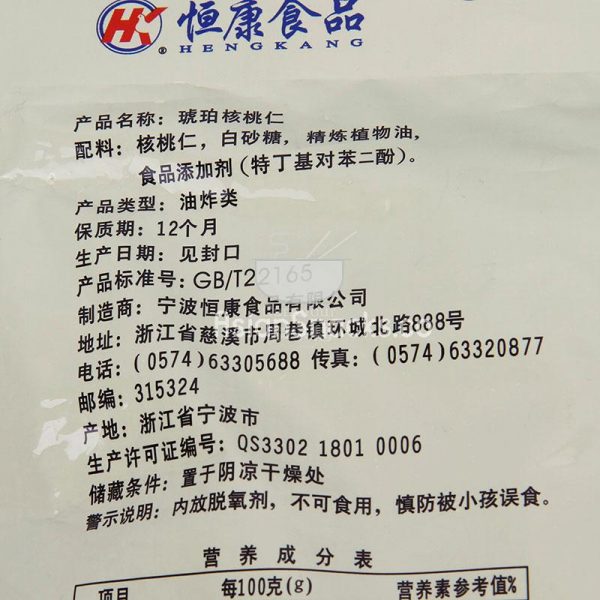 HK
®
恒康食品
HENGKANG
产品名称：琥珀核桃仁
配料：核桃仁，白砂糖，精炼植物油，
食品添加剂（特丁基对苯二酚）。
产品类型：油炸类
保质期：12个月
生产日期：见封口
产品标准号：GB/T22165
制造商：宁波恒康食品有限公司
地址：浙江省慈溪市周巷镇环城北路888号
电话：（0574）63305688 传真：（0574）63320877
邮编：315324
产地：浙江省宁波市
生产许可证编号：QS3302 1801 0006
储藏条件：置于阴凉干燥处
警示说明：内放脱氧剂，不可食用，慎防被小孩误食。
营养成分表
项目 每100克(g) 营养素参考值%